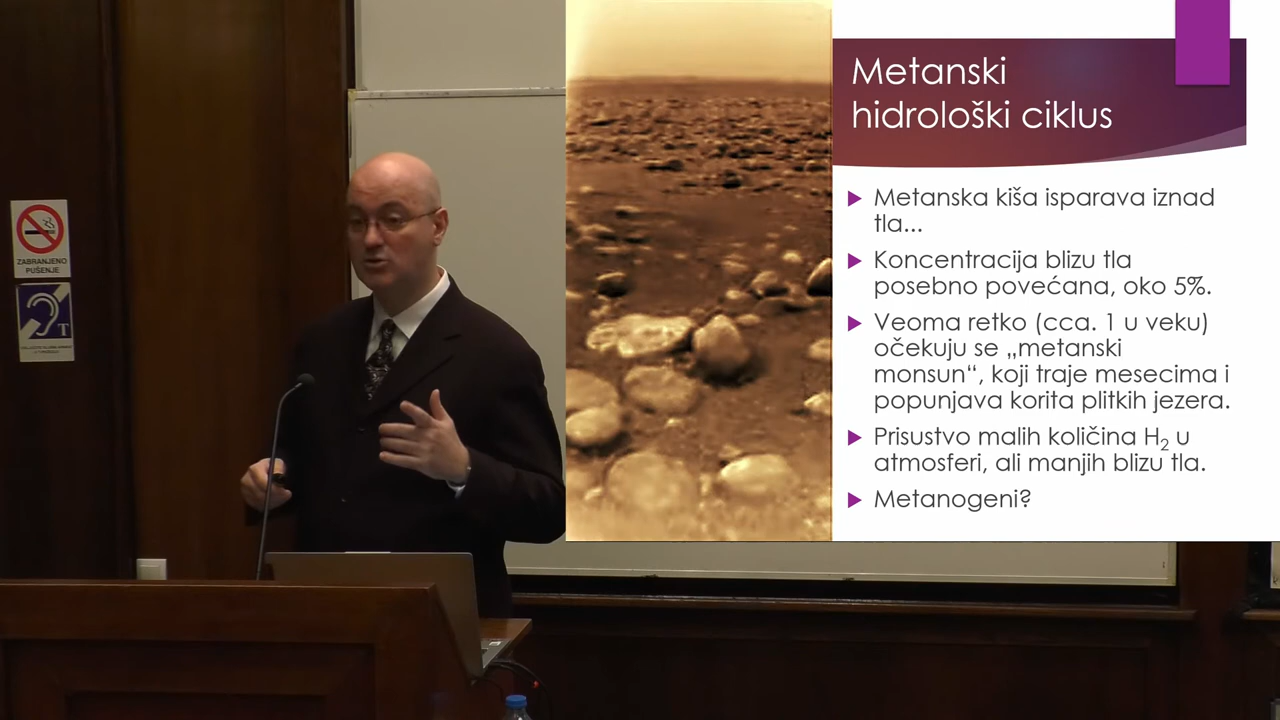 ZABRANJENO
PUŠENJE
T
Metanski
hidrološki ciklus
Metanska kiša isparava iznad
tla...
Koncentracija blizu tla
posebno povećana, oko 5%.
Veoma retko (cca. 1 u veku)
očekuju se „metanski
monsun“, koji traje mesecima i
popunjava korita plitkih jezera.
Prisustvo malih količina H₂ u
atmosferi, ali manjih blizu tla.
Metanogeni?